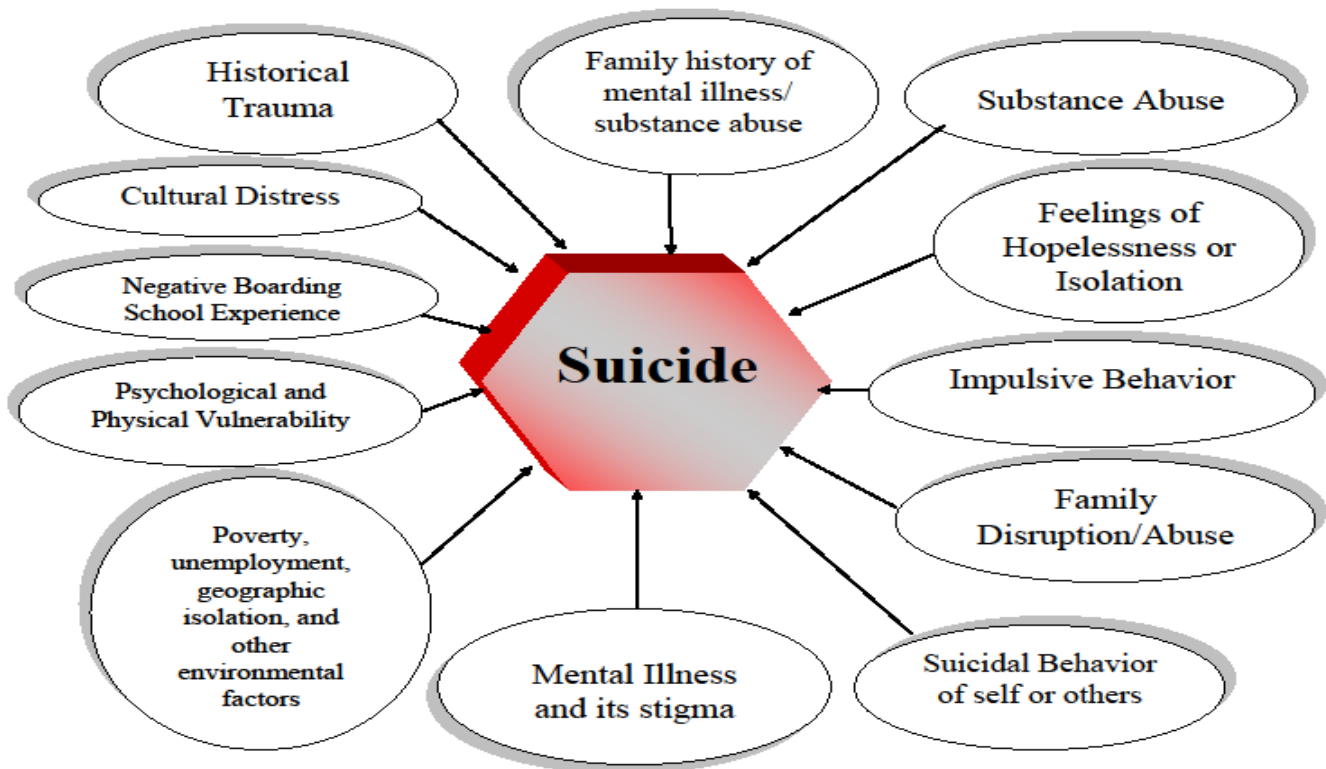 Historical
Trauma
Family history of
mental illness/
substance abuse
Substance Abuse
Cultural Distress
Feelings of
Hopelessness or
Isolation
Negative Boarding
School Experience
Suicide
Impulsive Behavior
Psychological and
Physical Vulnerability
Family
Disruption/Abuse
Poverty,
unemployment,
geographic
isolation, and
other
environmental
factors
Mental Illness
and its stigma
Suicidal Behavior
of self or others